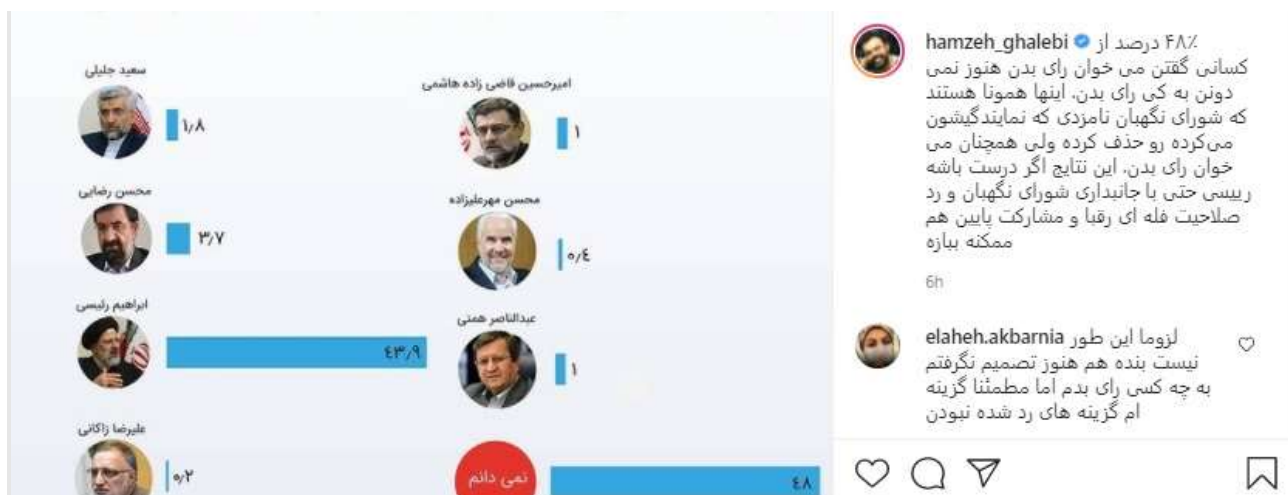 سعید جلیلی
۱٫۸
امیرحسین قاضی زاده هاشمی
۱
محسن رضایی
۳٫۷
محسن مهرعلیزاده
۰٫٤
ابراهیم رئیسی
٤۳٫۹
عبدالناصر همتی
۱
علیرضا زاکانی
۰٫۲
نمی دانم
٤۸
hamzeh_ghalebi ۴۸٪ درصد از
کسانی گفتن می خوان رای بدن هنوز نمی
دونن به کی رای بدن. اینها همونا هستند
که شورای نگهبان نامزدی که نمایندگیشون
می‌کرده رو حذف کرده ولی همچنان می
خوان رای بدن. این نتایج اگر درست باشه
رییسی حتی با جانبداری شورای نگهبان و رد
صلاحیت فله ای رقبا و مشارکت پایین هم
ممکنه ببازه
6h
elaheh.akbarnia لزوما این طور
نیست بنده هم هنوز تصمیم نگرفتم
به چه کسی رای بدم اما مطمئنا گزینه
ام گزینه های رد شده نبودن